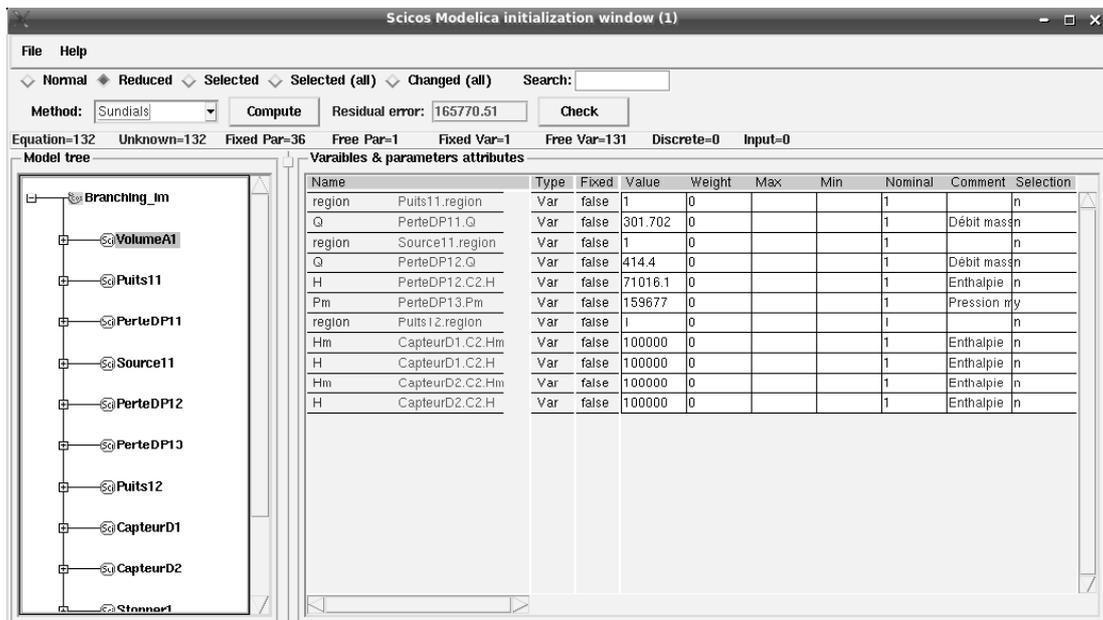 Scicos Modelica initialization window (1)
File Help
Normal Reduced Selected Selected (all) Changed (all) Search:
Method: Sundials Compute Residual error: 165770.51 Check
Equation=132 Unknown=132 Fixed Par=36 Free Par=1 Fixed Var=1 Free Var=131 Discrete=0 Input=0
Model tree
Branching_im
VolumeA1
Puits11
PerteDP11
Source11
PerteDP12
PerteDP13
Puits12
CapteurD1
CapteurD2
Stopper1
Varaibles & parameters attributes
Name Type Fixed Value Weight Max Min Nominal Comment Selection
region Puits11.region Var false 1 0 1 n
Q PerteDP11.Q Var false 301.702 0 1 Débit mass n
region Source11.region Var false 1 0 1 n
Q PerteDP12.Q Var false 414.4 0 1 Débit mass n
H PerteDP12.C2.H Var false 71016.1 0 1 Enthalpie n
Pm PerteDP13.Pm Var false 159677 0 1 Pression m y
region Puits12.region Var false 1 0 1 n
Hm CapteurD1.C2.Hm Var false 100000 0 1 Enthalpie n
H CapteurD1.C2.H Var false 100000 0 1 Enthalpie n
Hm CapteurD2.C2.Hm Var false 100000 0 1 Enthalpie n
H CapteurD2.C2.H Var false 100000 0 1 Enthalpie n